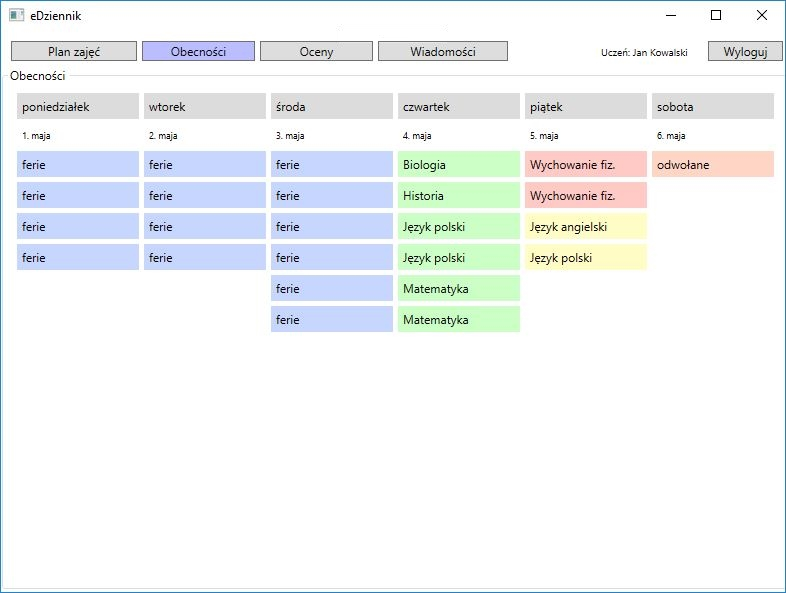 eDziennik
Plan zajęć Obecności Oceny Wiadomości Uczeń: Jan Kowalski Wyloguj
Obecności
poniedziałek wtorek środa czwartek piątek sobota
1. maja 2. maja 3. maja 4. maja 5. maja 6. maja
ferie ferie ferie Biologia Wychowanie fiz. odwołane
ferie ferie ferie Historia Wychowanie fiz.
ferie ferie ferie Język polski Język angielski
ferie ferie ferie Język polski Język polski
ferie Matematyka
ferie Matematyka